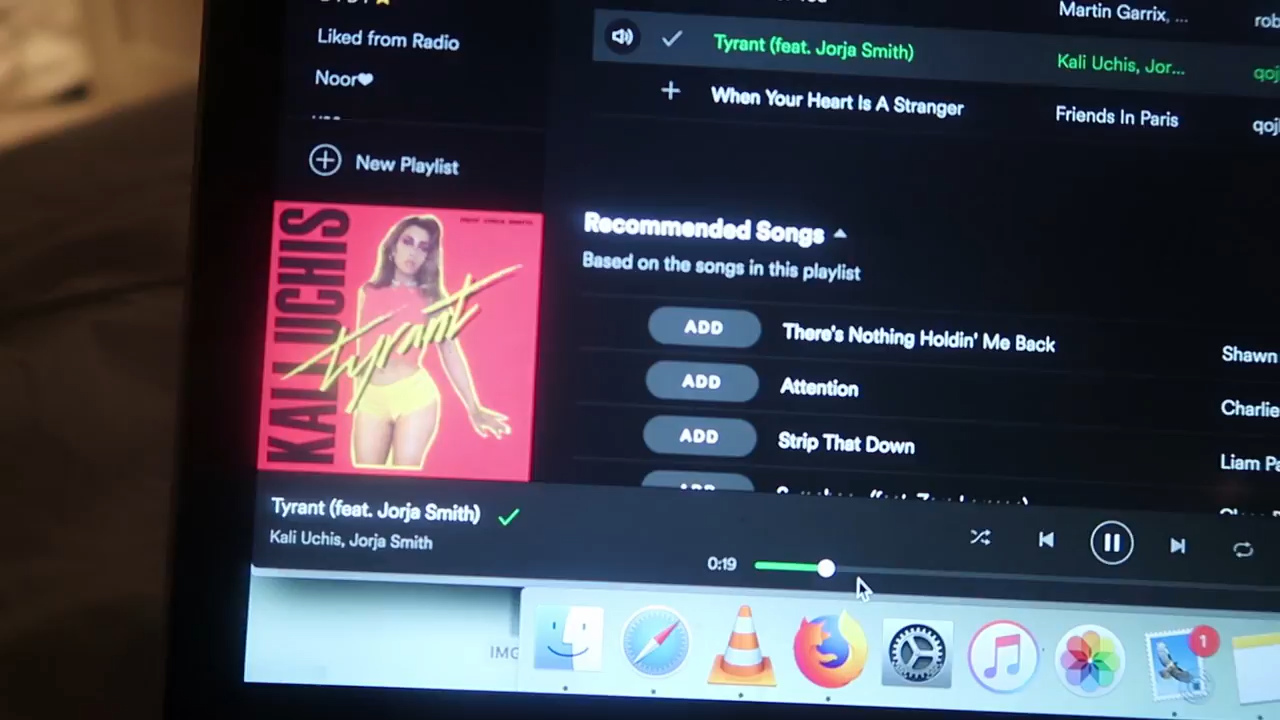 Liked from Radio
Noor❤
New Playlist
Martin Garrix, ...
rob
Tyrant (feat. Jorja Smith)
Kali Uchis, Jor...
qoj
When Your Heart Is A Stranger
Friends In Paris
Recommended Songs
Based on the songs in this playlist
ADD
There's Nothing Holdin' Me Back
Shawn
ADD
Attention
Charlie
ADD
Strip That Down
Liam Pa
KALI UCHIS
tyrant
Tyrant (feat. Jorja Smith)
Kali Uchis, Jorja Smith
0:19
IMG
1